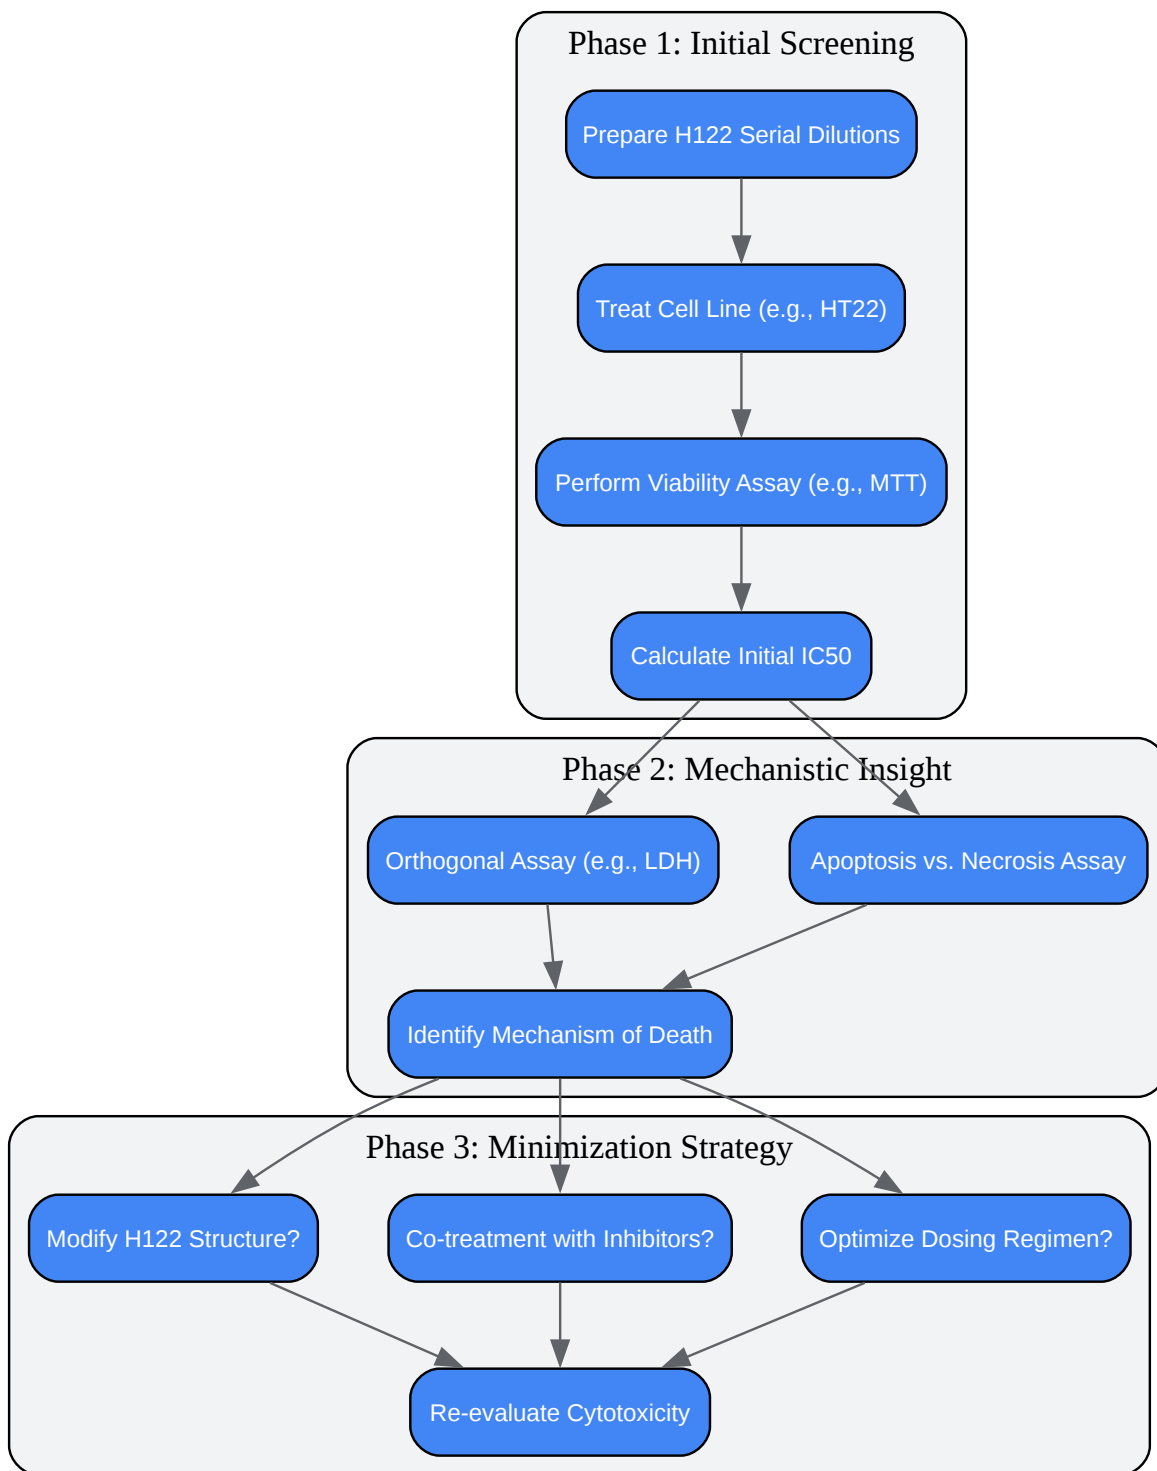 Phase 1: Initial Screening
Prepare H122 Serial Dilutions
Treat Cell Line (e.g., HT22)
Perform Viability Assay (e.g., MTT)
Calculate Initial IC50
Phase 2: Mechanistic Insight
Orthogonal Assay (e.g., LDH)
Apoptosis vs. Necrosis Assay
Identify Mechanism of Death
Phase 3: Minimization Strategy
Modify H122 Structure?
Co-treatment with Inhibitors?
Optimize Dosing Regimen?
Re-evaluate Cytotoxicity